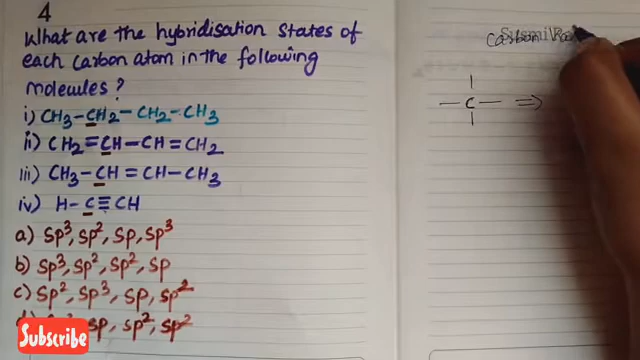 4
What are the hybridisation states of
each carbon atom in the following
molecules ?
i) CH3-CH2-CH2-CH3
ii) CH2=CH-CH=CH2
iii) CH3-CH=CH-CH3
iv) H-C≡CH
a) Sp³, Sp², Sp, Sp³
b) Sp³, Sp², Sp², Sp
c) Sp², Sp³, Sp, Sp²
Sp, Sp², Sp²
Subscribe
Carbon
-C- ⇒